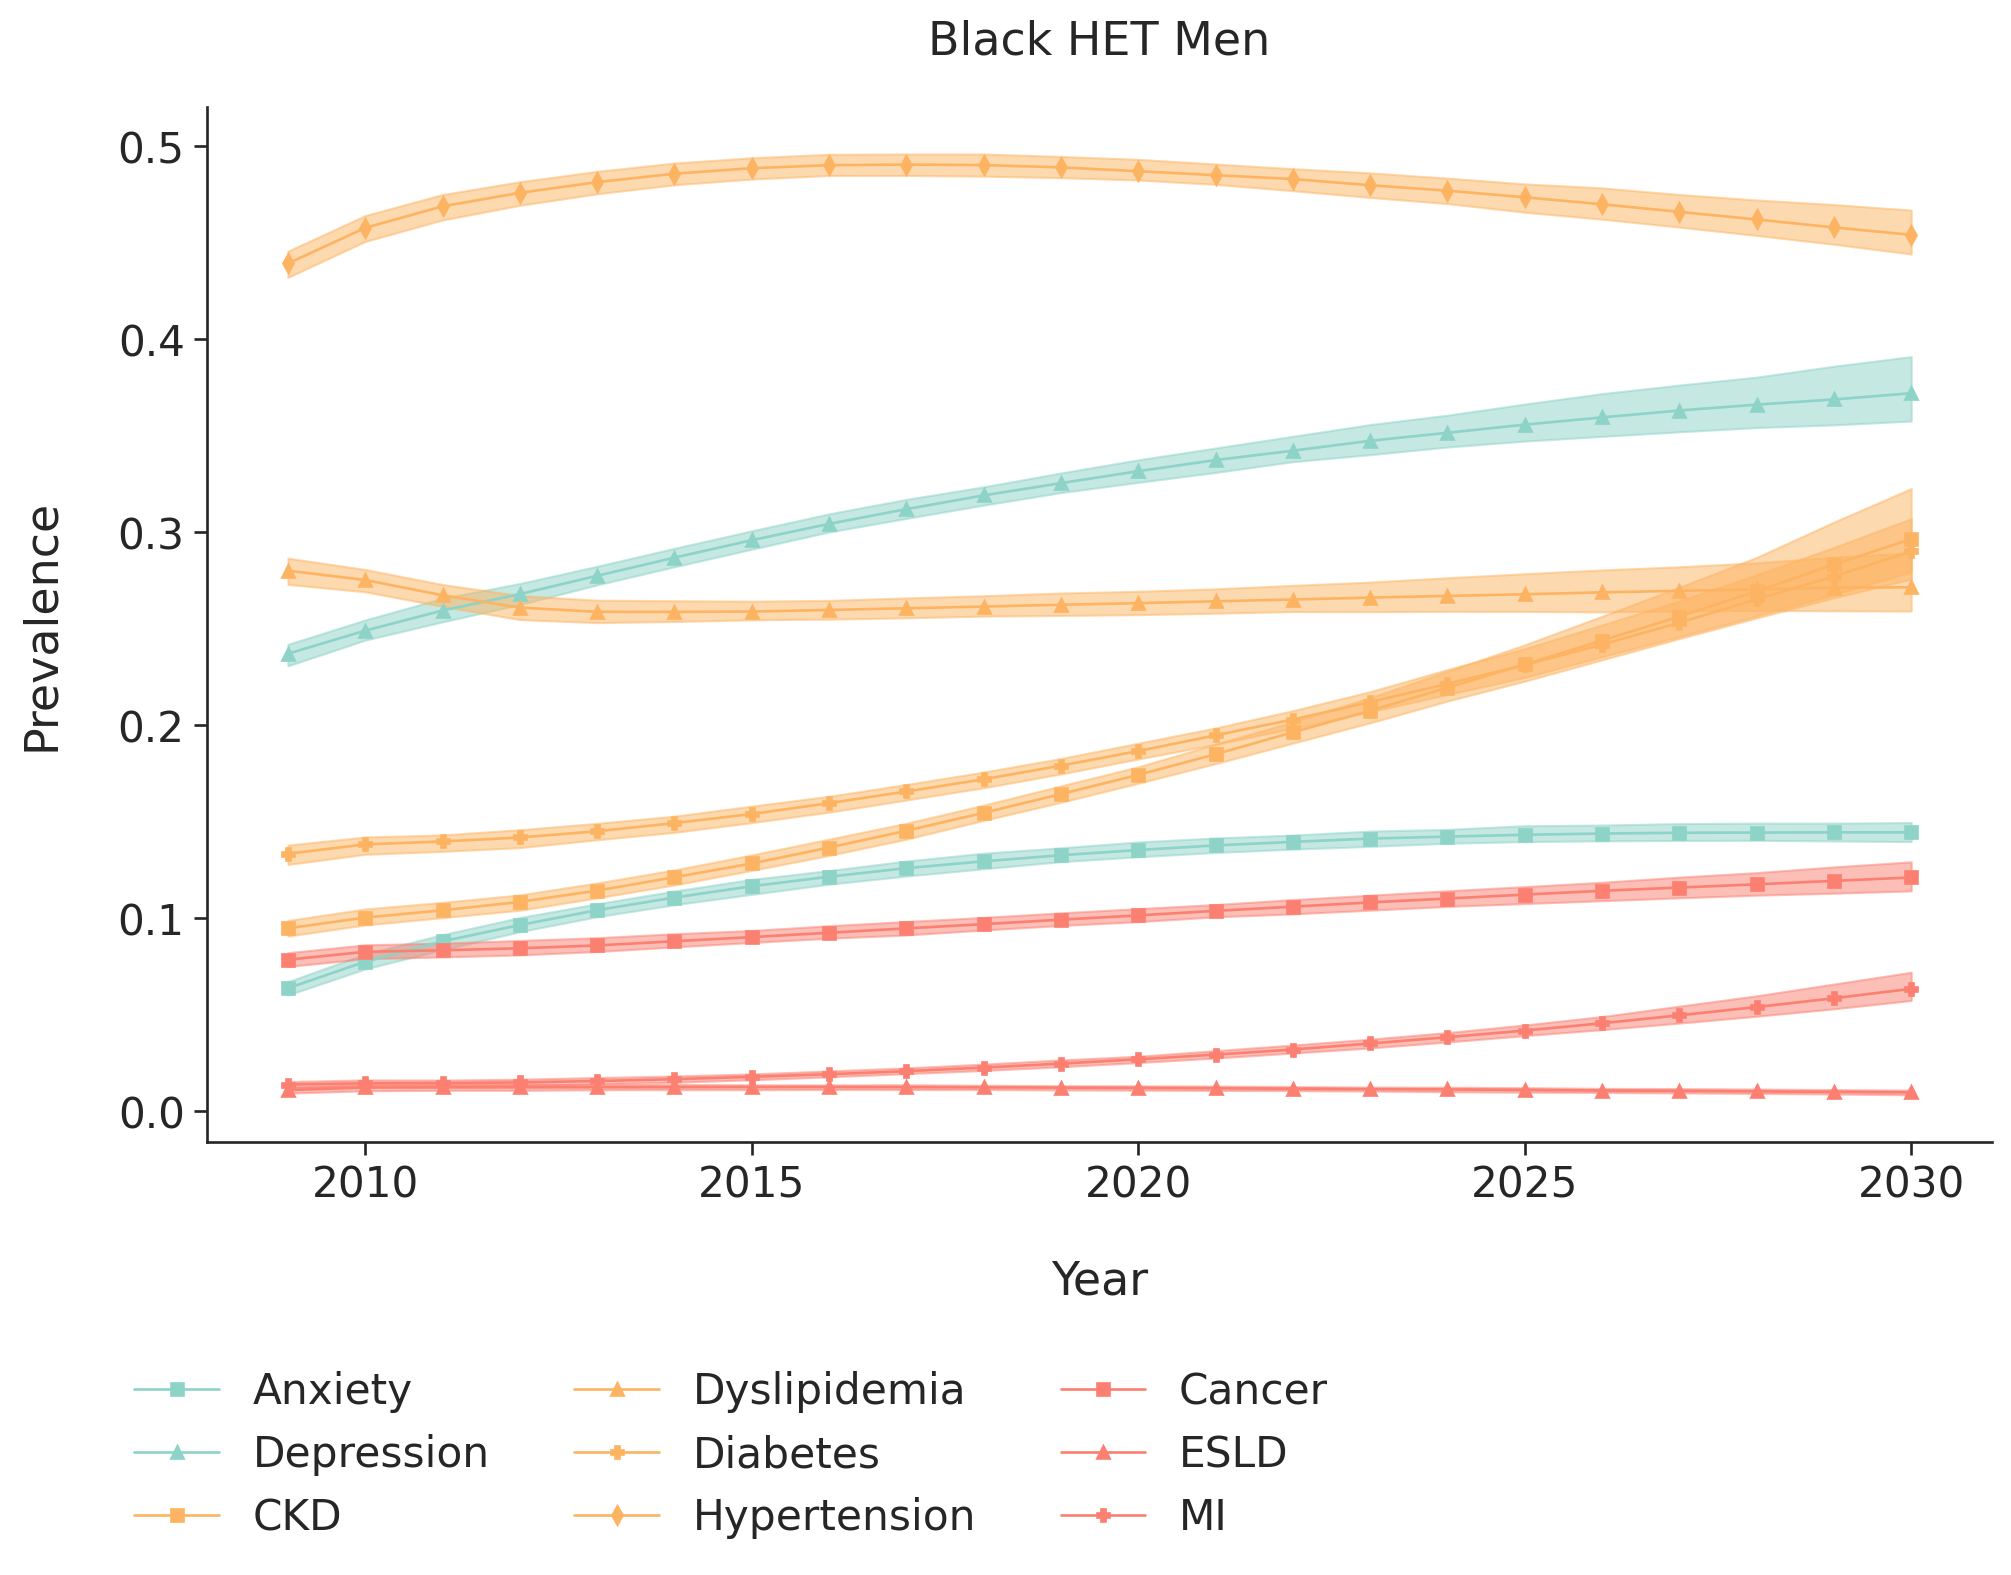 Black HET Men
0.5
0.4
0.3
0.2
0.1
0.0
Prevalence
2010 2015 2020 2025 2030
Year
Anxiety Dyslipidemia Cancer
Depression Diabetes ESLD
CKD Hypertension MI